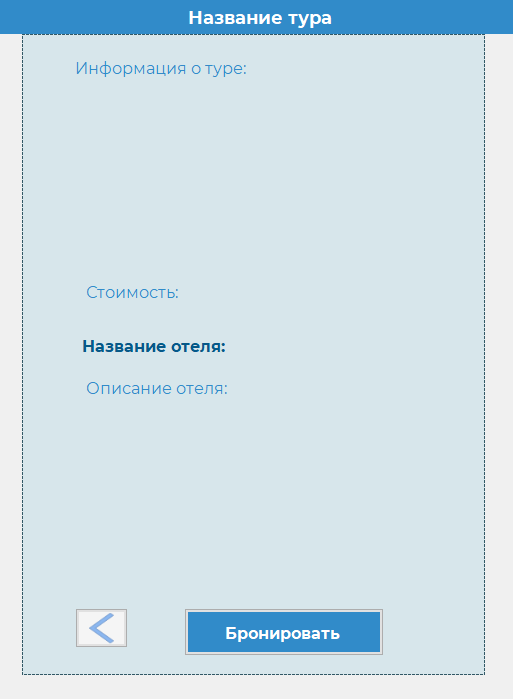 Название тура
Информация о туре:
Стоимость:
Название отеля:
Описание отеля:
Бронировать